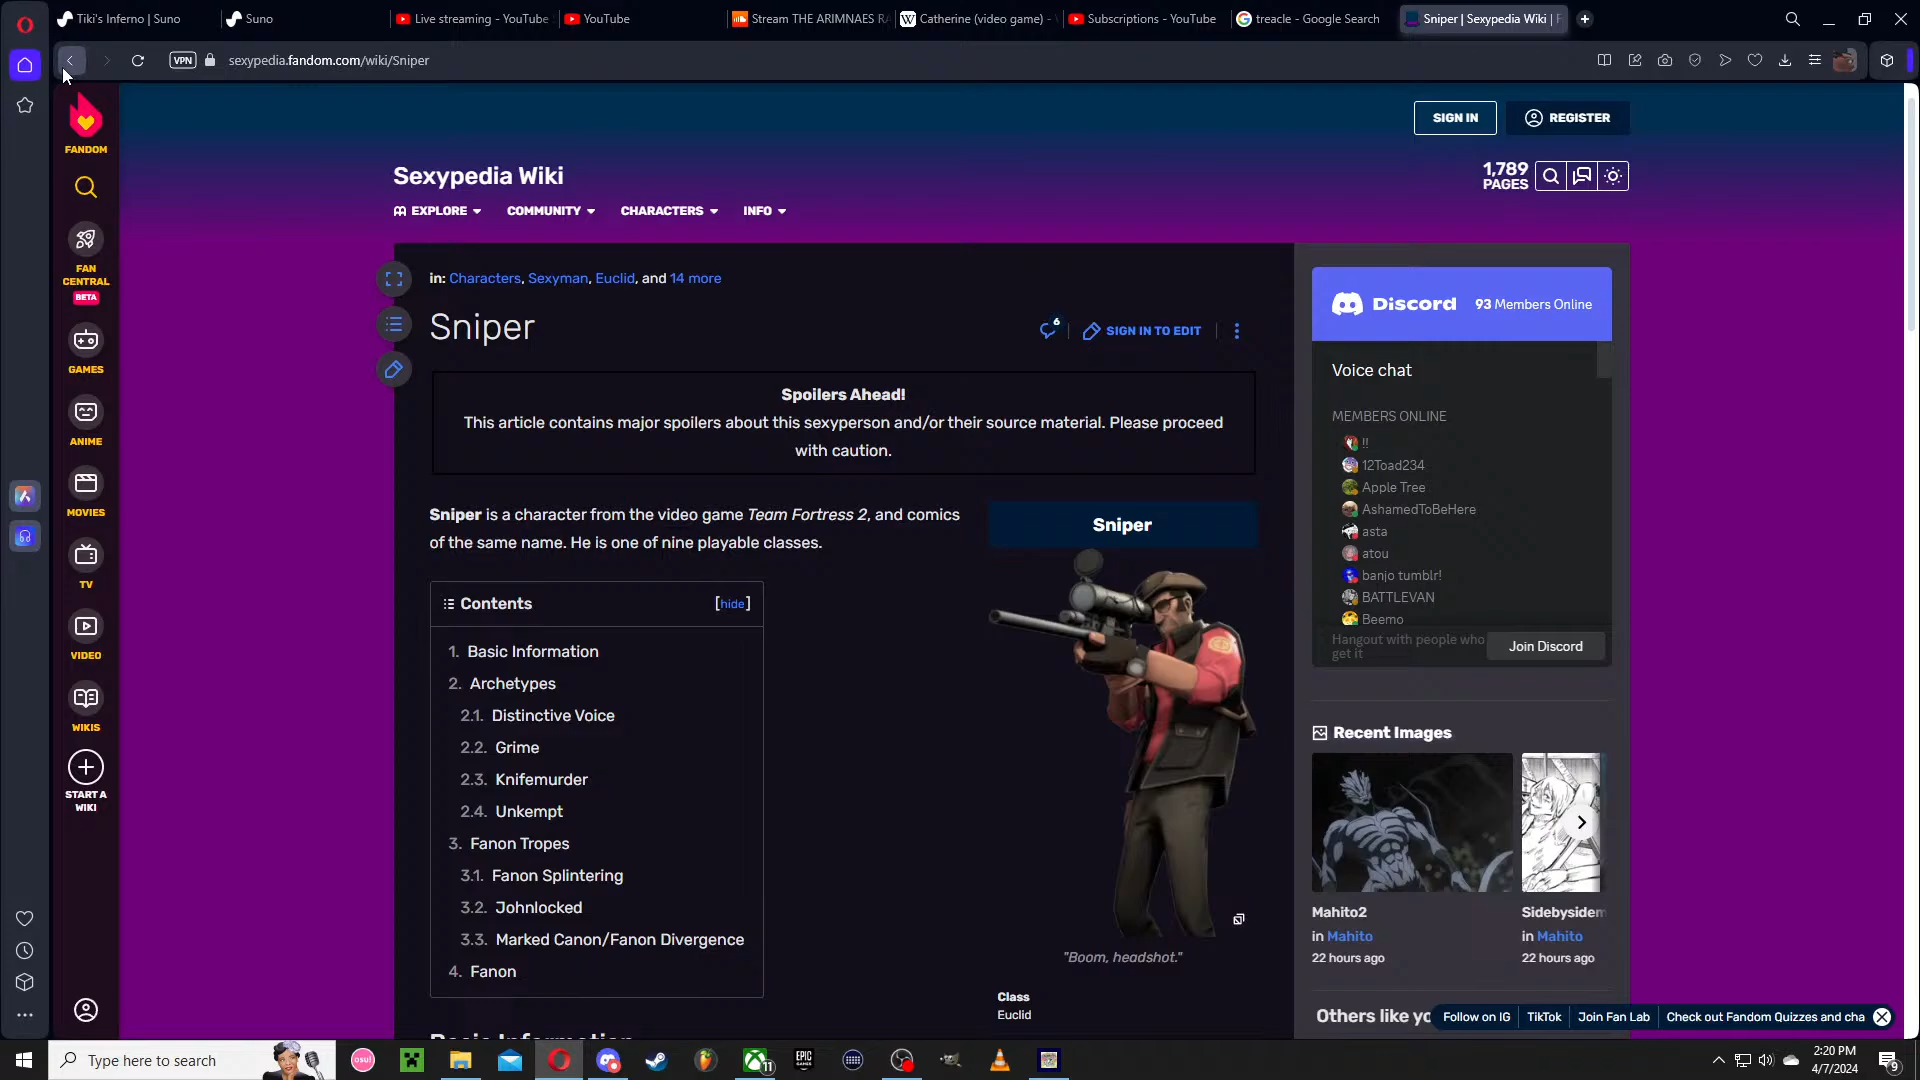 Tiki's Inferno | Suno
Suno
Live streaming - YouTube
YouTube
Stream THE ARIMNAES RA
W
Catherine (video game) -
Subscriptions - YouTube
treacle - Google Search
Sniper | Sexypedia Wiki | F
VPN
sexypedia.fandom.com/wiki/Sniper
FANDOM
FAN
CENTRAL
BETA
GAMES
ANIME
MOVIES
TV
VIDEO
WIKIS
START A
WIKI
SIGN IN
REGISTER
Sexypedia Wiki
1,789
PAGES
EXPLORE
COMMUNITY
CHARACTERS
INFO
in: Characters, Sexyman, Euclid, and 14 more
Sniper
6
SIGN IN TO EDIT
Spoilers Ahead!
This article contains major spoilers about this sexyperson and/or their source material. Please proceed
with caution.
Sniper is a character from the video game Team Fortress 2, and comics
of the same name. He is one of nine playable classes.
Contents
[hide]
1. Basic Information
2. Archetypes
2.1. Distinctive Voice
2.2. Grime
2.3. Knifemurder
2.4. Unkempt
3. Fanon Tropes
3.1. Fanon Splintering
3.2. Johnlocked
3.3. Marked Canon/Fanon Divergence
4. Fanon
Basic Information
Sniper
"Boom, headshot."
Class
Euclid
Discord
93 Members Online
Voice chat
MEMBERS ONLINE
!!
12Toad234
Apple Tree
AshamedToBeHere
asta
atou
banjo tumblr!
BATTLEVAN
Beemo
Hangout with people who
get it
Join Discord
Recent Images
Mahito2
in Mahito
22 hours ago
Sidebysidem
in Mahito
22 hours ago
Others like yo
Follow on IG
TikTok
Join Fan Lab
Check out Fandom Quizzes and cha
Type here to search
osu!
11
EPIC
GAMES
2:20 PM
4/7/2024
9